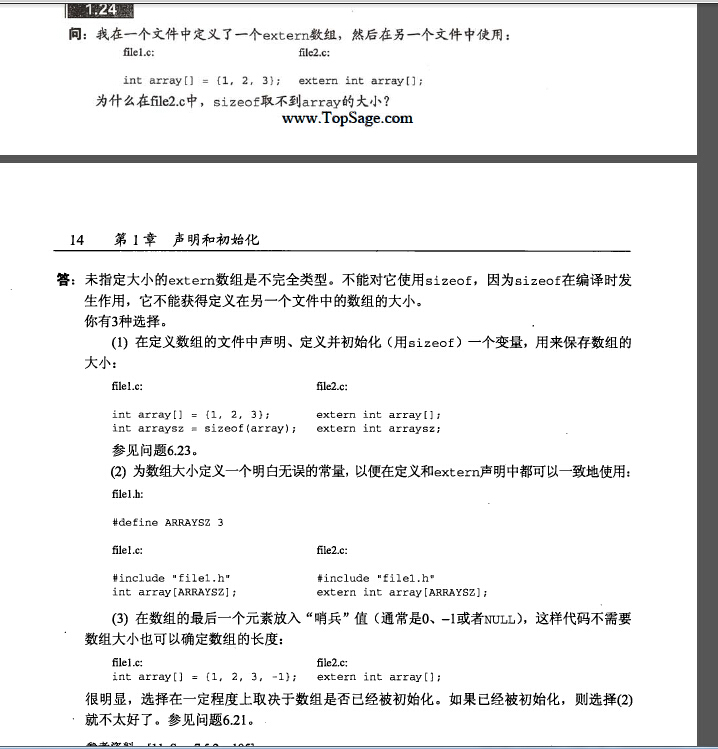 1.24
问：我在一个文件中定义了一个extern数组，然后在另一个文件中使用：
file1.c: file2.c:
int array[] = {1, 2, 3}; extern int array[];
为什么在file2.c中，sizeof取不到array的大小？
www.TopSage.com
14 第1章 声明和初始化
答：未指定大小的extern数组是不完全类型。不能对它使用sizeof，因为sizeof在编译时发
生作用，它不能获得定义在另一个文件中的数组的大小。
你有3种选择。
(1) 在定义数组的文件中声明、定义并初始化（用sizeof）一个变量，用来保存数组的
大小：
file1.c: file2.c:
int array[] = {1, 2, 3}; extern int array[];
int arraysz = sizeof(array); extern int arraysz;
参见问题6.23。
(2) 为数组大小定义一个明白无误的常量，以便在定义和extern声明中都可以一致地使用：
file1.h:
#define ARRAYSZ 3
file1.c: file2.c:
#include "file1.h" #include "file1.h"
int array[ARRAYSZ]; extern int array[ARRAYSZ];
(3) 在数组的最后一个元素放入“哨兵”值（通常是0、–1或者NULL），这样代码不需要
数组大小也可以确定数组的长度：
file1.c: file2.c:
int array[] = {1, 2, 3, -1}; extern int array[];
很明显，选择在一定程度上取决于数组是否已经被初始化。如果已经被初始化，则选择(2)
就不太好了。参见问题6.21。